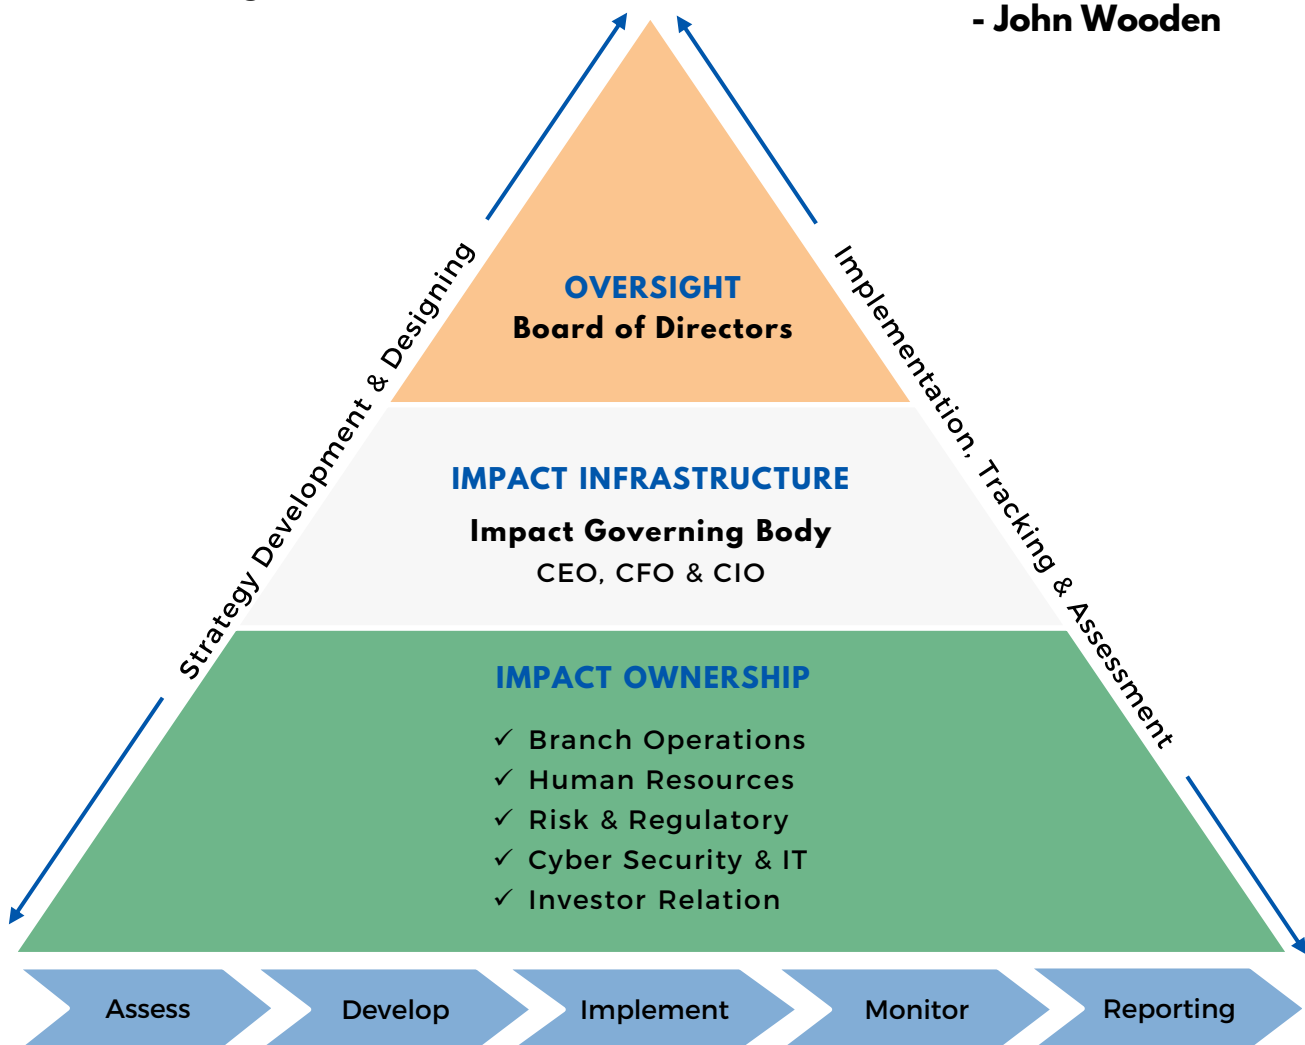 - John Wooden
OVERSIGHT
Board of Directors
Strategy Development & Designing
Implementation, Tracking & Assessment
IMPACT INFRASTRUCTURE
Impact Governing Body
CEO, CFO & CIO
IMPACT OWNERSHIP
✓ Branch Operations
✓ Human Resources
✓ Risk & Regulatory
✓ Cyber Security & IT
✓ Investor Relation
Assess
Develop
Implement
Monitor
Reporting